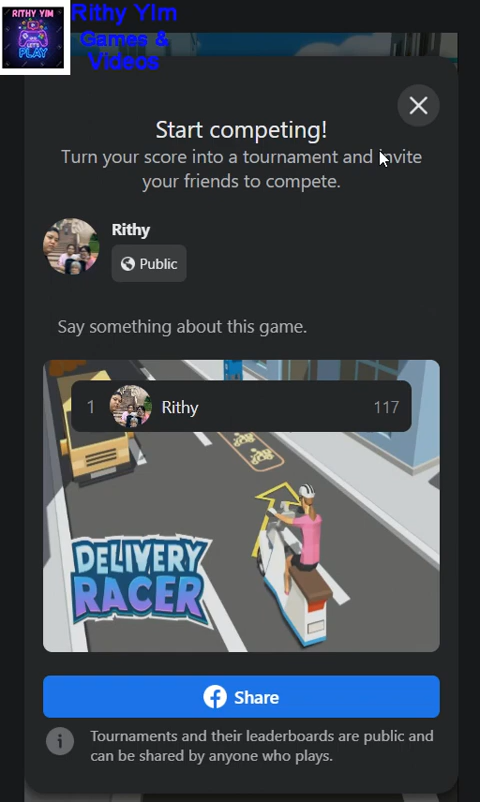 RITHY YIM
LET'S
PLAY
Rithy YIm
Games &
Videos
Start competing!
Turn your score into a tournament and invite
your friends to compete.
Rithy
Public
Say something about this game.
1 Rithy 117
DELIVERY
RACER
Share
Tournaments and their leaderboards are public and
can be shared by anyone who plays.